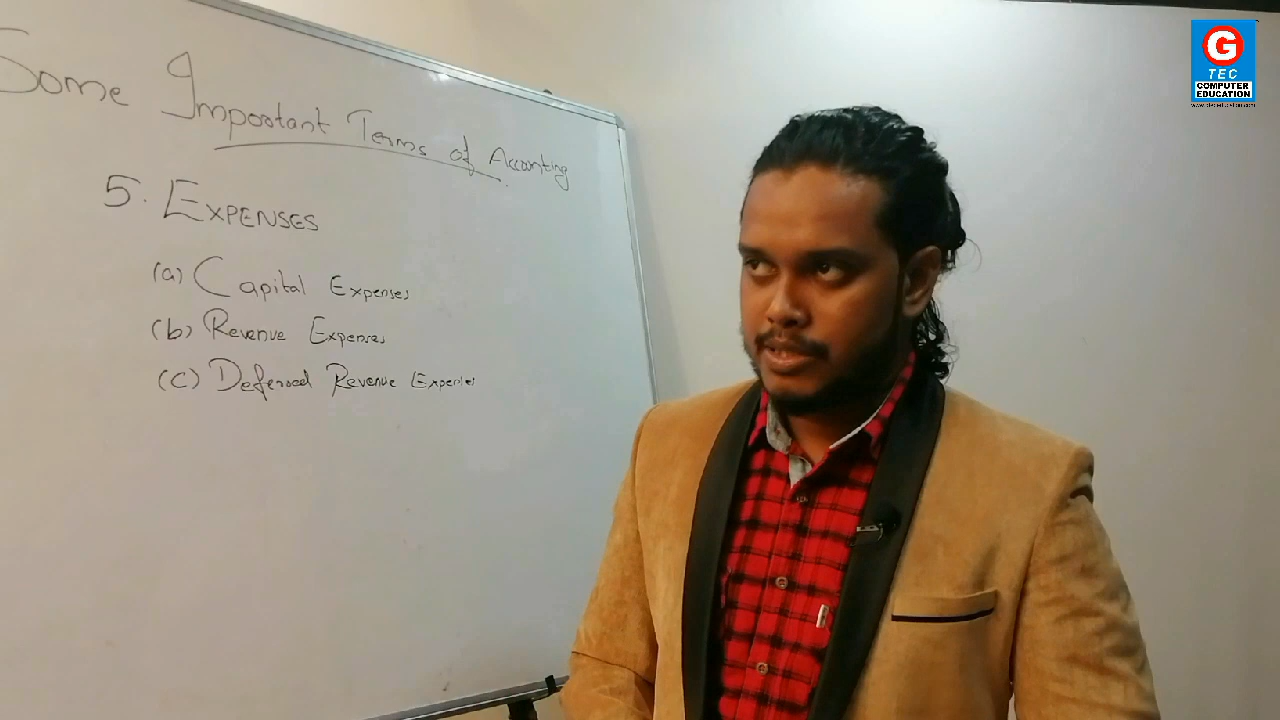 Some Important Terms of Accounting
5. EXPENSES
(a) Capital Expenses
(b) Revenue Expenses
(c) Deferred Revenue Expenses
G
TEC
COMPUTER
EDUCATION